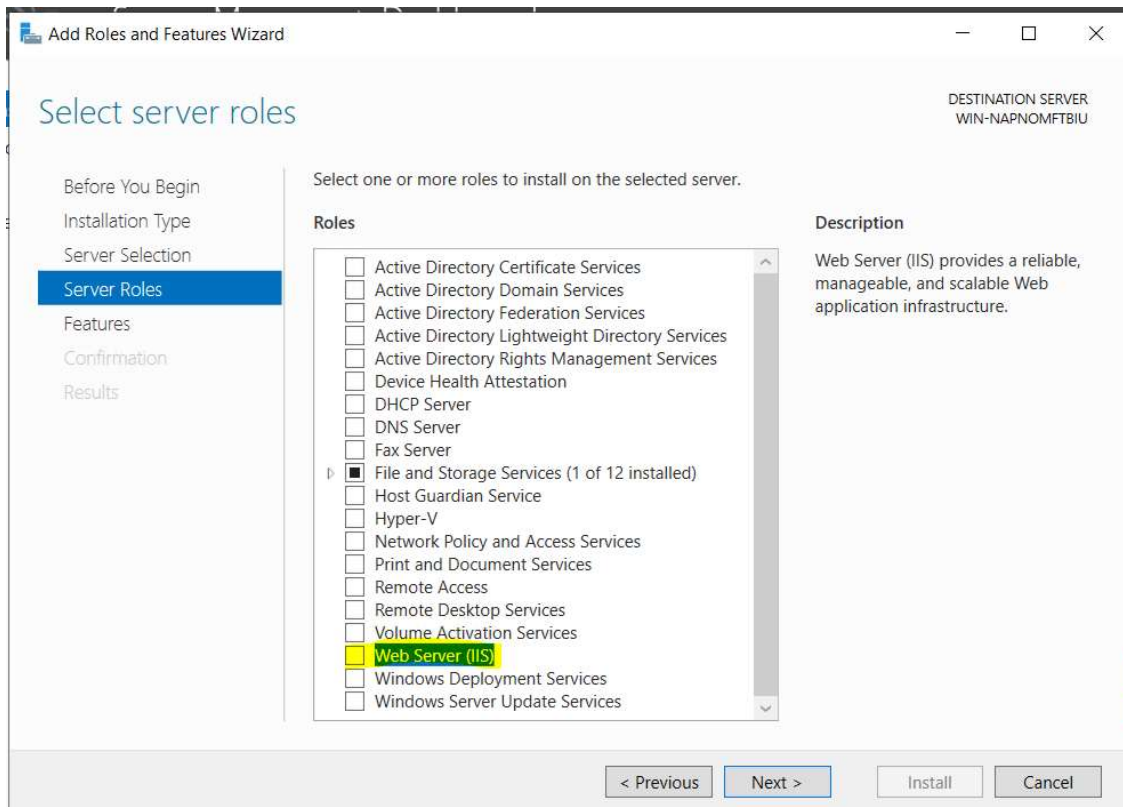 Add Roles and Features Wizard
Select server roles
DESTINATION SERVER
WIN-NAPNOMFTBIU
Before You Begin
Installation Type
Server Selection
Server Roles
Features
Confirmation
Results
Select one or more roles to install on the selected server.
Roles
Active Directory Certificate Services
Active Directory Domain Services
Active Directory Federation Services
Active Directory Lightweight Directory Services
Active Directory Rights Management Services
Device Health Attestation
DHCP Server
DNS Server
Fax Server
File and Storage Services (1 of 12 installed)
Host Guardian Service
Hyper-V
Network Policy and Access Services
Print and Document Services
Remote Access
Remote Desktop Services
Volume Activation Services
Web Server (IIS)
Windows Deployment Services
Windows Server Update Services
Description
Web Server (IIS) provides a reliable,
manageable, and scalable Web
application infrastructure.
< Previous
Next >
Install
Cancel